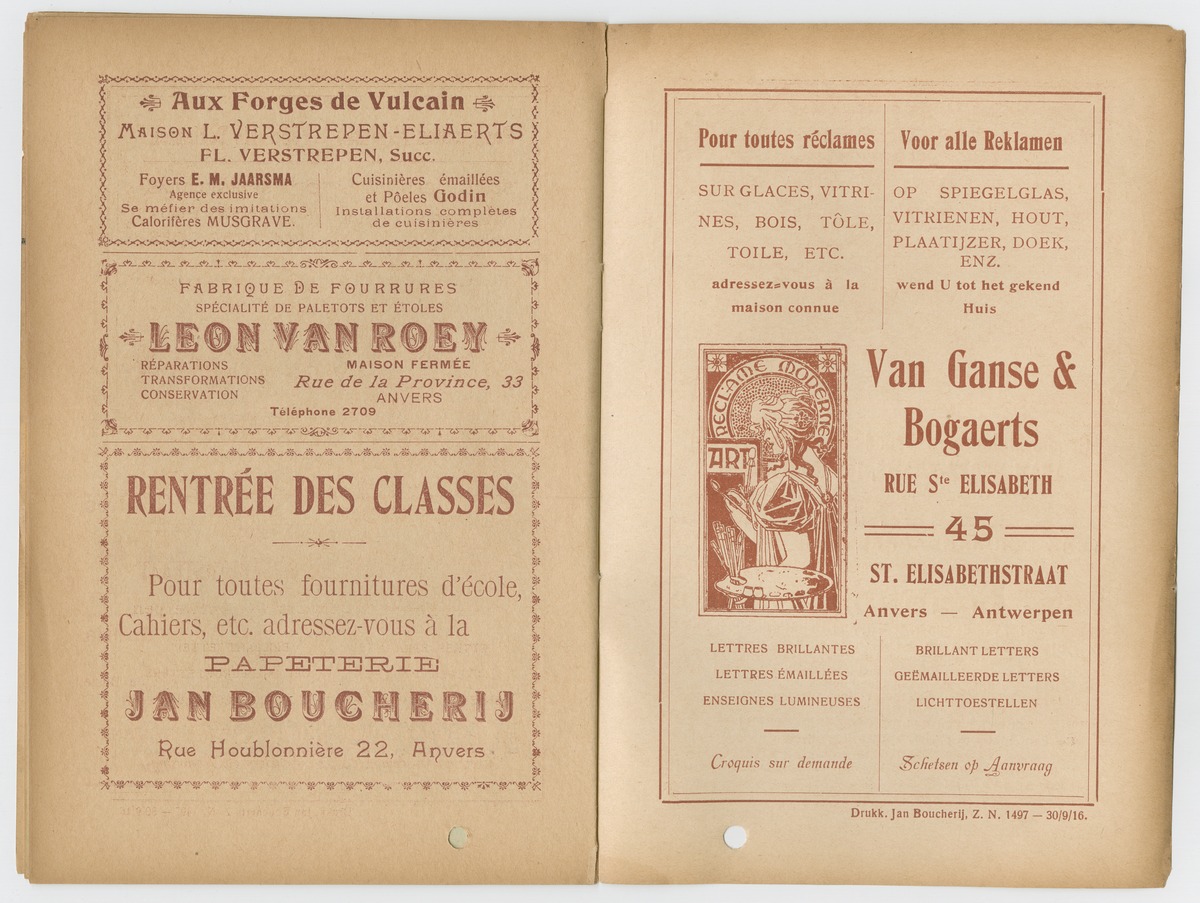 Aux Forges de Vulcain
MAISON L. VERSTREPEN-ELIAERTS
FL. VERSTREPEN, Succ.
Foyers E. M. JAARSMA
Agence exclusive
Se méfier des imitations
Calorifères MUSGRAVE.
Cuisinières émaillées
et Pôeles Godin
Installations complètes
de cuisinières
FABRIQUE DE FOURRURES
SPÉCIALITÉ DE PALETOTS ET ÉTOLES
LEON VAN ROEY
RÉPARATIONS
TRANSFORMATIONS
CONSERVATION
MAISON FERMÉE
Rue de la Province, 33
ANVERS
Téléphone 2709
RENTRÉE DES CLASSES
Pour toutes fournitures d'école,
Cahiers, etc. adressez-vous à la
PAPETERIE
JAN BOUCHERIJ
Rue Houblonnière 22, Anvers
Pour toutes réclames
SUR GLACES, VITRI-
NES, BOIS, TÔLE,
TOILE, ETC.
adressez-vous à la
maison connue
Voor alle Reklamen
OP SPIEGELGLAS,
VITRIENEN, HOUT,
PLAATIJZER, DOEK,
ENZ.
wend U tot het gekend
Huis
RECLAME MODERNE
ART
Van Ganse &
Bogaerts
RUE Ste ELISABETH
45
ST. ELISABETHSTRAAT
Anvers — Antwerpen
LETTRES BRILLANTES
LETTRES ÉMAILLÉES
ENSEIGNES LUMINEUSES
Croquis sur demande
BRILLANT LETTERS
GEËMAILLEERDE LETTERS
LICHTTOESTELLEN
Schetsen op Aanvraag
Drukk. Jan Boucherij, Z. N. 1497 — 30/9/16.